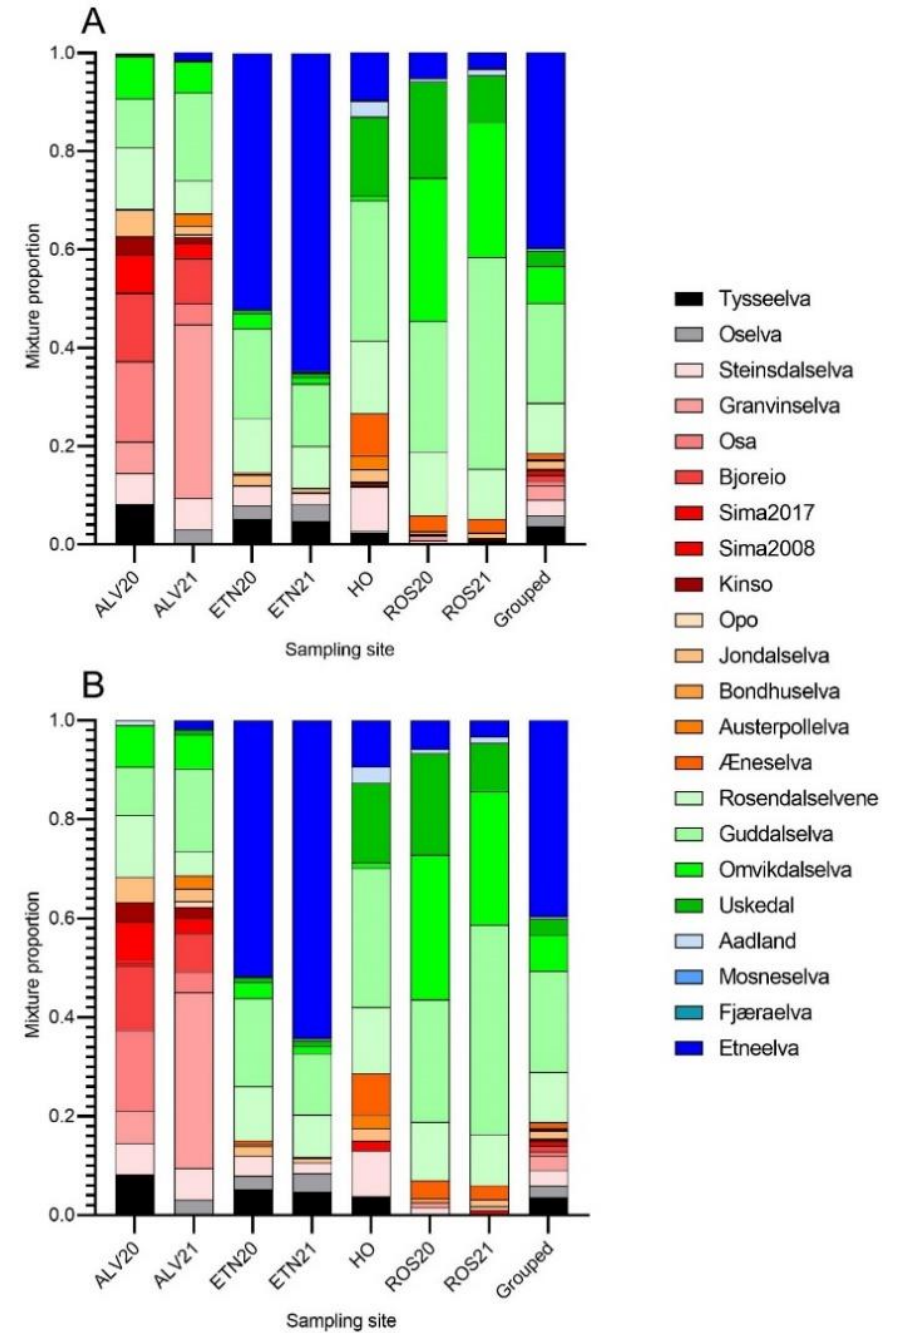 A
1.0
0.8
0.6
0.4
0.2
0.0
Mixture proportion
ALV20
ALV21
ETN20
ETN21
HO
ROS20
ROS21
Grouped
Sampling site
B
1.0
0.8
0.6
0.4
0.2
0.0
Mixture proportion
ALV20
ALV21
ETN20
ETN21
HO
ROS20
ROS21
Grouped
Sampling site
Tysseelva
Oselva
Steinsdalselva
Granvinselva
Osa
Bjoreio
Sima2017
Sima2008
Kinso
Opo
Jondalselva
Bondhuselva
Austerpollelva
Æneselva
Rosendalselvene
Guddalselva
Omvikdalselva
Uskedal
Aadland
Mosneselva
Fjæraelva
Etneelva